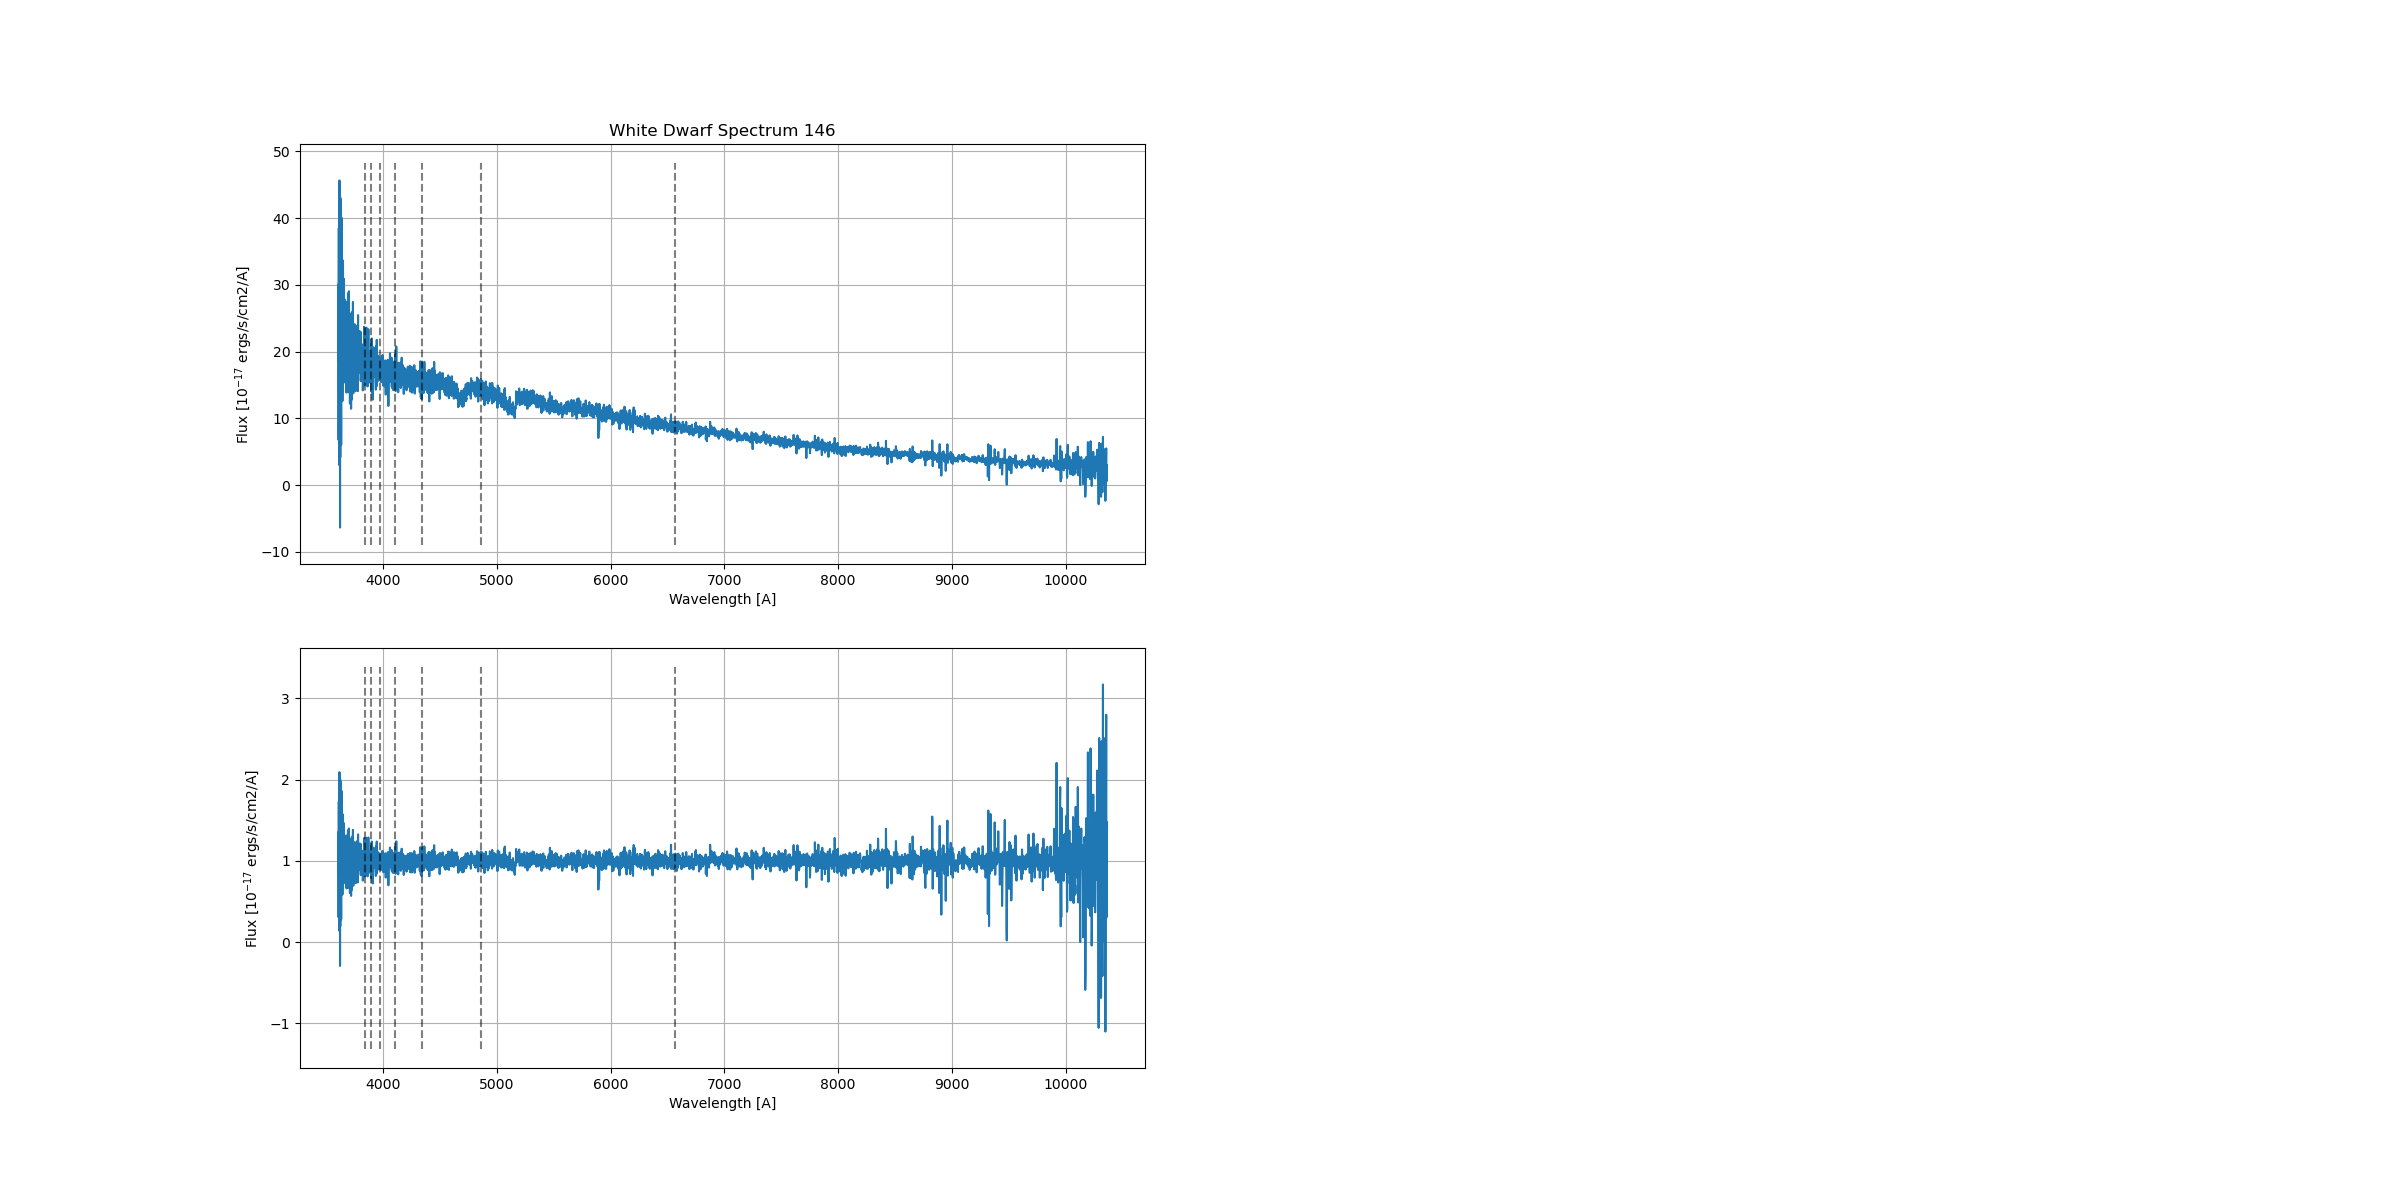 White Dwarf Spectrum 146
50
40
30
20
10
0
−10
Flux [10⁻¹⁷ ergs/s/cm2/A]
4000 5000 6000 7000 8000 9000 10000
Wavelength [A]
3
2
1
0
−1
Flux [10⁻¹⁷ ergs/s/cm2/A]
4000 5000 6000 7000 8000 9000 10000
Wavelength [A]